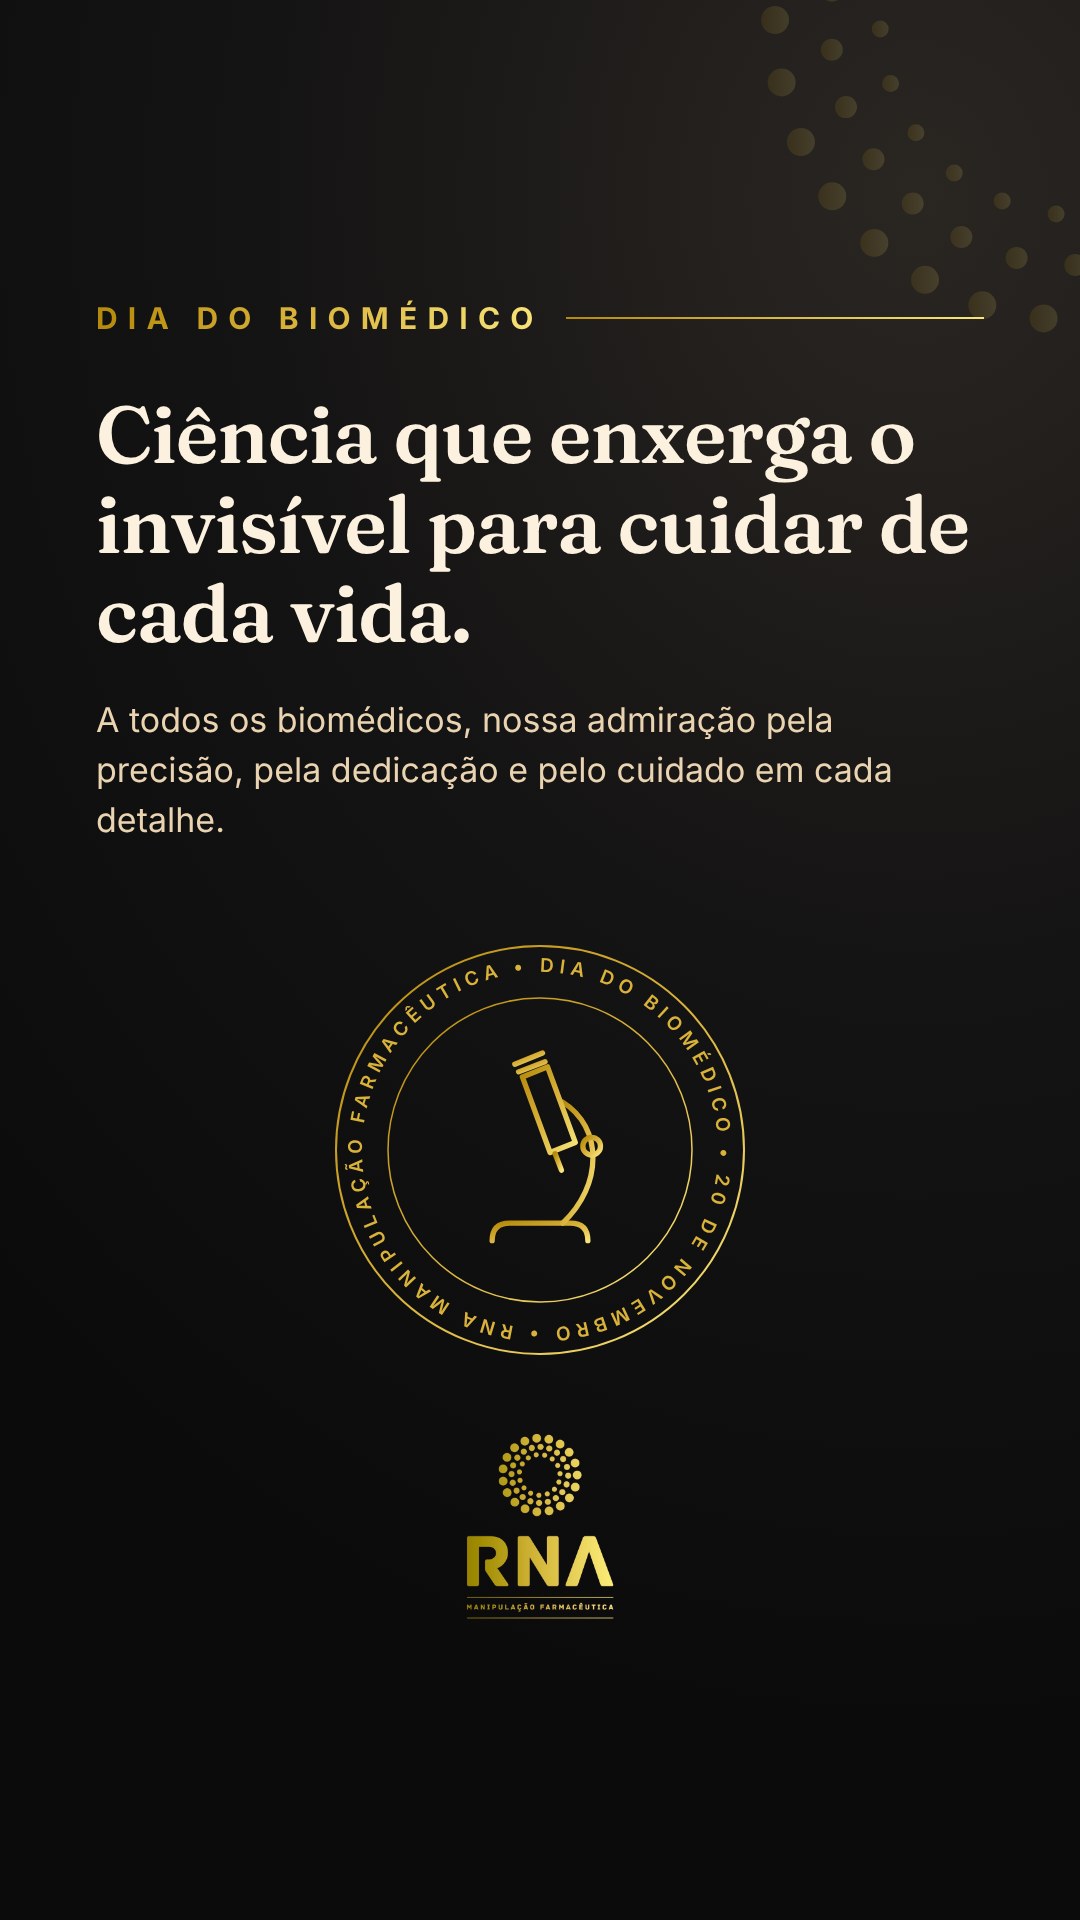 DIA DO BIOMÉDICO
Ciência que enxerga o
invisível para cuidar de
cada vida.
A todos os biomédicos, nossa admiração pela
precisão, pela dedicação e pelo cuidado em cada
detalhe.
DIA DO BIOMÉDICO • 20 DE NOVEMBRO • RNA MANIPULAÇÃO FARMACÊUTICA •
RNA
MANIPULAÇÃO FARMACÊUTICA